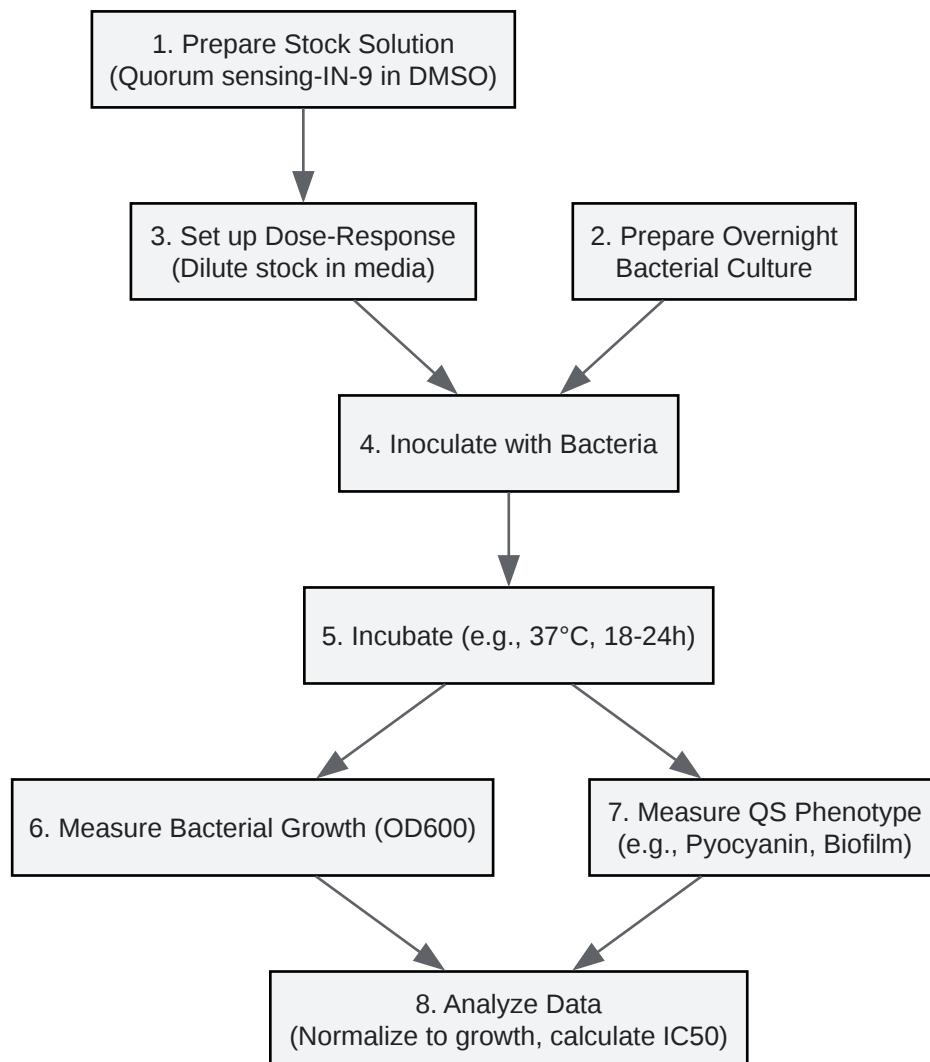 1. Prepare Stock Solution
(Quorum sensing-IN-9 in DMSO)
3. Set up Dose-Response
(Dilute stock in media)
2. Prepare Overnight
Bacterial Culture
4. Inoculate with Bacteria
5. Incubate (e.g., 37°C, 18-24h)
6. Measure Bacterial Growth (OD600)
7. Measure QS Phenotype
(e.g., Pyocyanin, Biofilm)
8. Analyze Data
(Normalize to growth, calculate IC50)